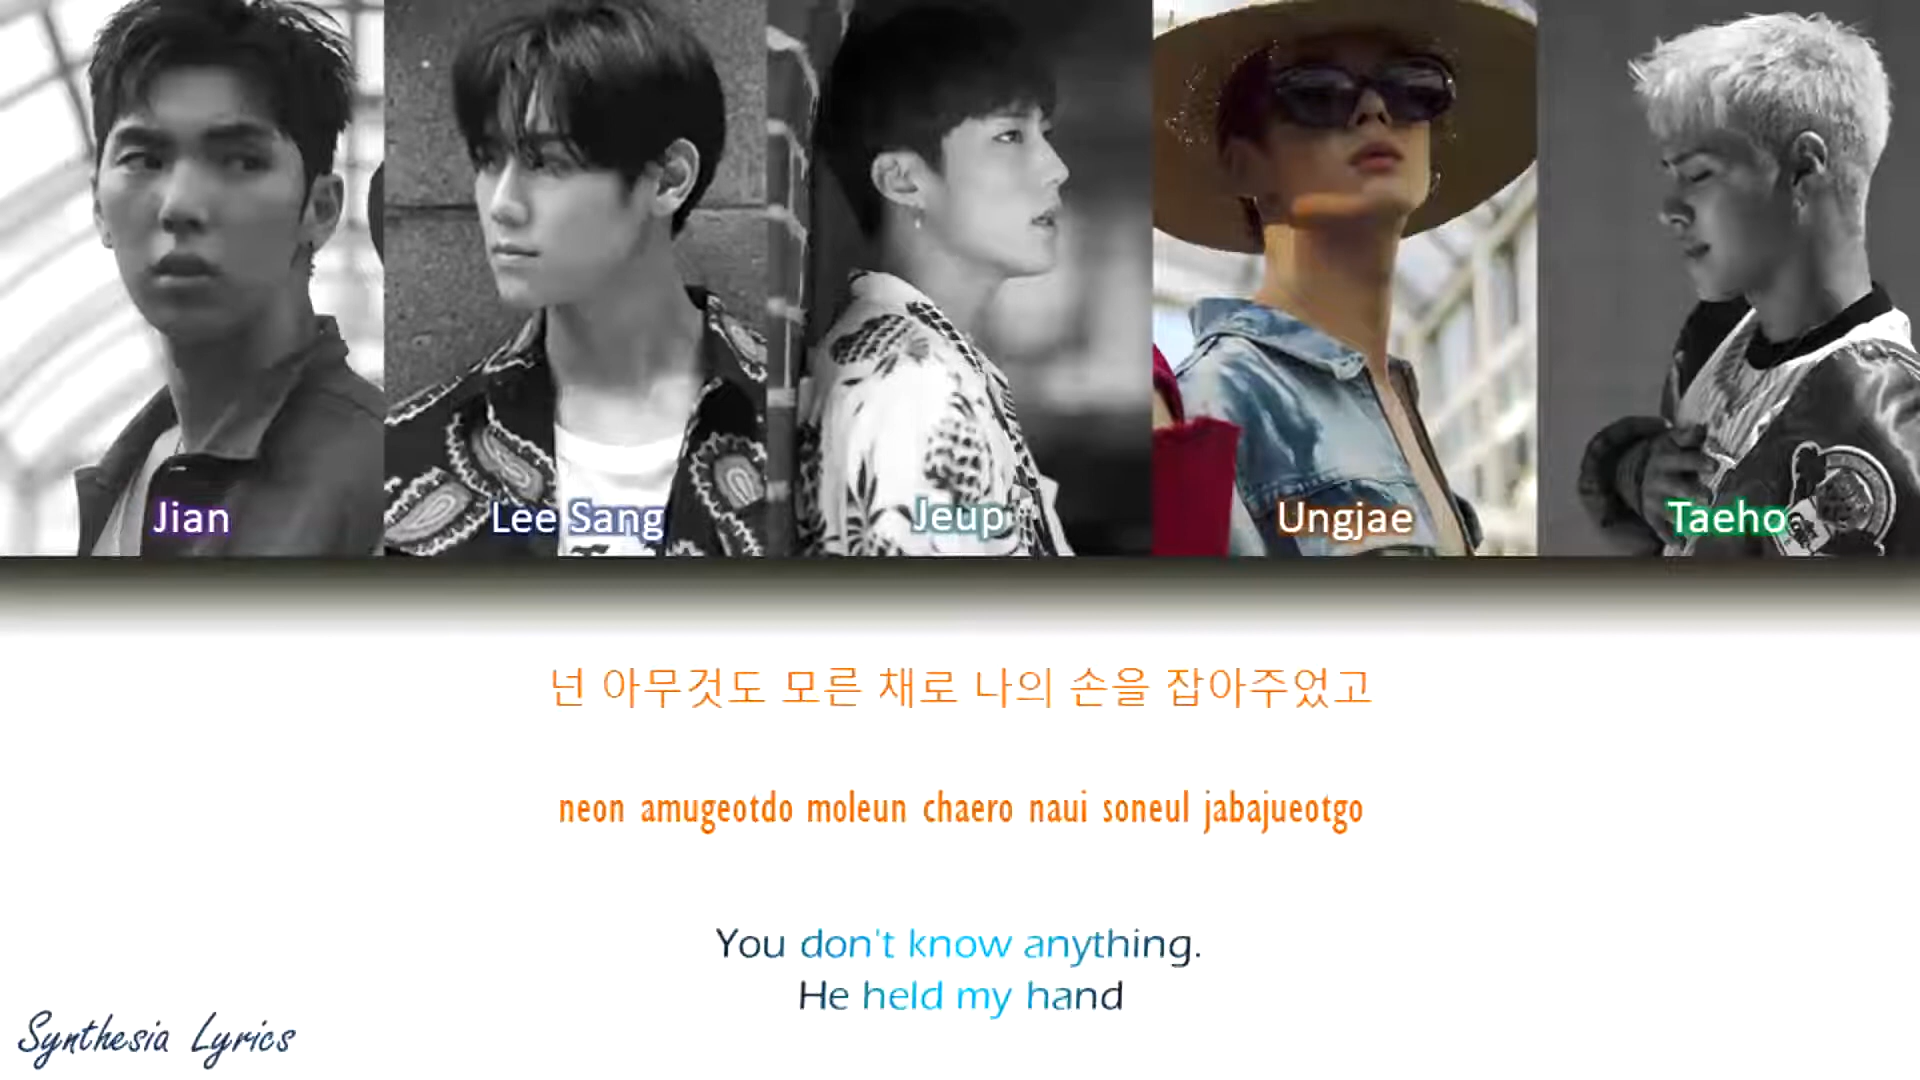 Jian
Lee Sang
Jeup
Ungjae
Taeho
넌 아무것도 모른 채로 나의 손을 잡아주었고
neon amugeotdo moleun chaero naui soneul jabajueotgo
You don't know anything.
He held my hand
Synthesia Lyrics